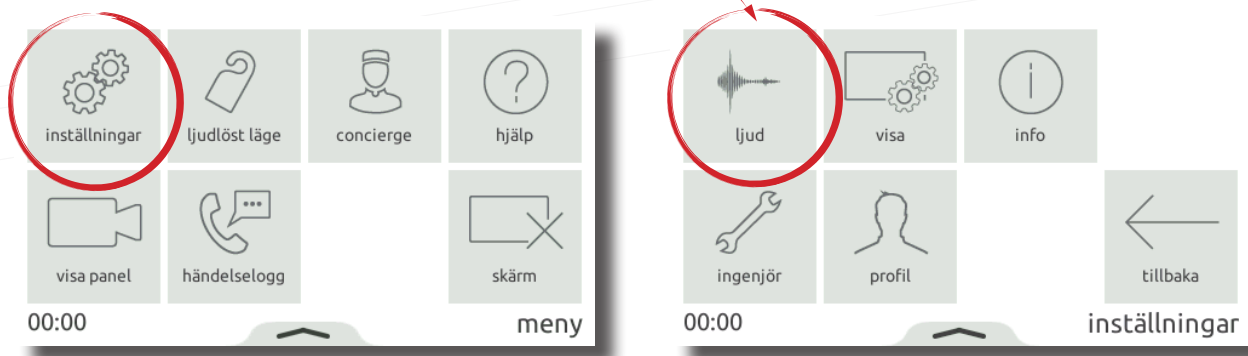 inställningar
ljudlöst läge
concierge
hjälp
visa panel
händelselogg
skärm
00:00
meny
ljud
visa
info
ingenjör
profil
tillbaka
00:00
inställningar